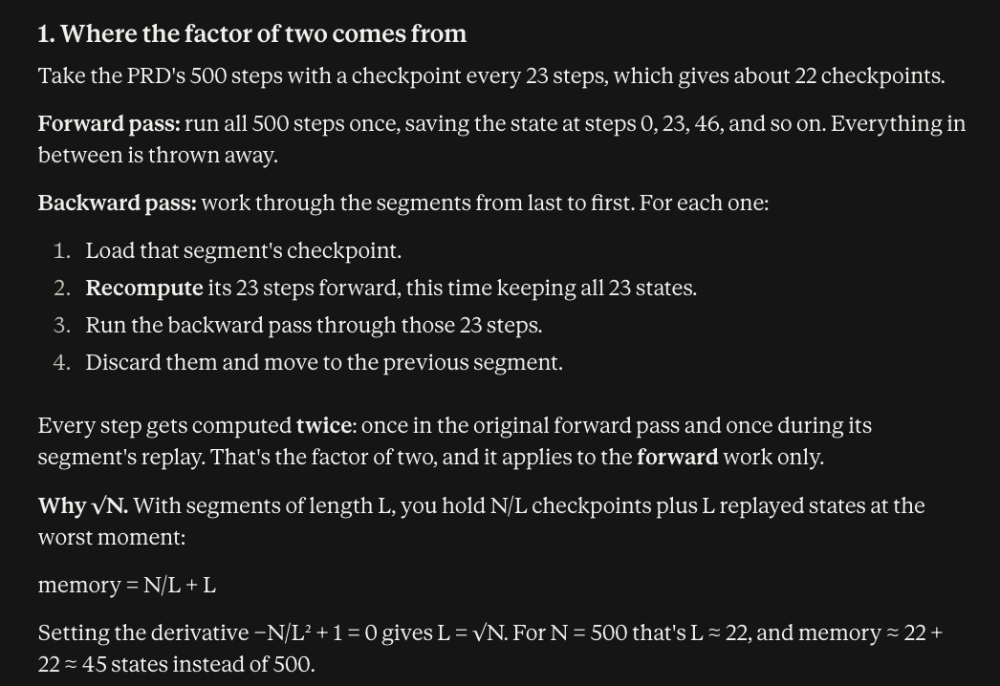 1. Where the factor of two comes from
Take the PRD's 500 steps with a checkpoint every 23 steps, which gives about 22 checkpoints.
Forward pass: run all 500 steps once, saving the state at steps 0, 23, 46, and so on. Everything in
between is thrown away.
Backward pass: work through the segments from last to first. For each one:
1. Load that segment's checkpoint.
2. Recompute its 23 steps forward, this time keeping all 23 states.
3. Run the backward pass through those 23 steps.
4. Discard them and move to the previous segment.
Every step gets computed twice: once in the original forward pass and once during its
segment's replay. That's the factor of two, and it applies to the forward work only.
Why √N. With segments of length L, you hold N/L checkpoints plus L replayed states at the
worst moment:
memory = N/L + L
Setting the derivative −N/L² + 1 = 0 gives L = √N. For N = 500 that's L ≈ 22, and memory ≈ 22 +
22 ≈ 45 states instead of 500.